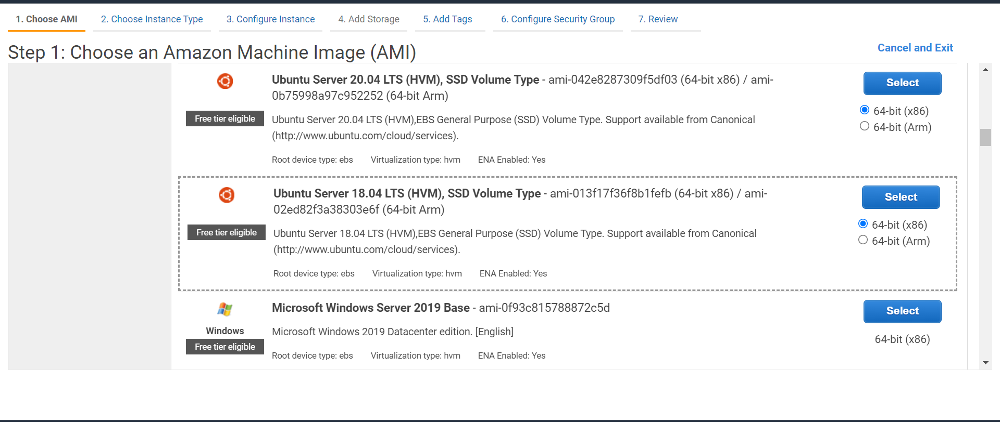 1. Choose AMI 2. Choose Instance Type 3. Configure Instance 4. Add Storage 5. Add Tags 6. Configure Security Group 7. Review
Step 1: Choose an Amazon Machine Image (AMI)
Cancel and Exit
Ubuntu Server 20.04 LTS (HVM), SSD Volume Type - ami-042e8287309f5df03 (64-bit x86) / ami-
0b75998a97c952252 (64-bit Arm)
Select
64-bit (x86)
64-bit (Arm)
Free tier eligible
Ubuntu Server 20.04 LTS (HVM),EBS General Purpose (SSD) Volume Type. Support available from Canonical
(http://www.ubuntu.com/cloud/services).
Root device type: ebs Virtualization type: hvm ENA Enabled: Yes
Ubuntu Server 18.04 LTS (HVM), SSD Volume Type - ami-013f17f36f8b1fefb (64-bit x86) / ami-
02ed82f3a38303e6f (64-bit Arm)
Select
64-bit (x86)
64-bit (Arm)
Free tier eligible
Ubuntu Server 18.04 LTS (HVM),EBS General Purpose (SSD) Volume Type. Support available from Canonical
(http://www.ubuntu.com/cloud/services).
Root device type: ebs Virtualization type: hvm ENA Enabled: Yes
Microsoft Windows Server 2019 Base - ami-0f93c815788872c5d
Select
64-bit (x86)
Windows
Free tier eligible
Microsoft Windows 2019 Datacenter edition. [English]
Root device type: ebs Virtualization type: hvm ENA Enabled: Yes